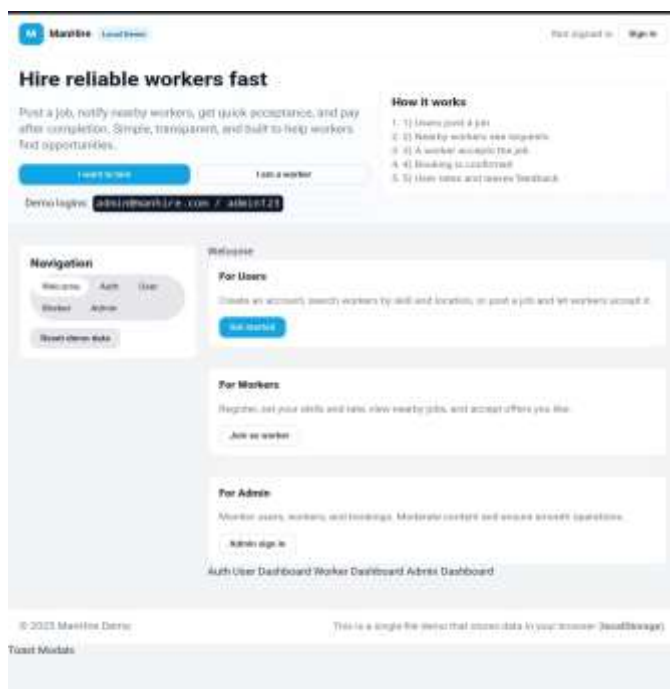 M ManHire Local Demo
Not signed in Sign in
Hire reliable workers fast
Post a job, notify nearby workers, get quick acceptance, and pay
after completion. Simple, transparent, and built to help workers
find opportunities.
I want to hire I am a worker
Demo logins: admin@manhire.com / admin123
How it works
1. 1) Users post a job
2. 2) Nearby workers see requests
3. 3) A worker accepts the job
4. 4) Booking is confirmed
5. 5) User rates and leaves feedback
Navigation
Welcome Auth User
Worker Admin
Reset demo data
Welcome
For Users
Create an account, search workers by skill and location, or post a job and let workers accept it.
Get started
For Workers
Register, set your skills and rate, view nearby jobs, and accept offers you like.
Join as worker
For Admin
Monitor users, workers, and bookings. Moderate content and ensure smooth operations.
Admin sign in
Auth User Dashboard Worker Dashboard Admin Dashboard
© 2025 ManHire Demo
This is a single file demo that stores data in your browser (localStorage).
Toast Modals